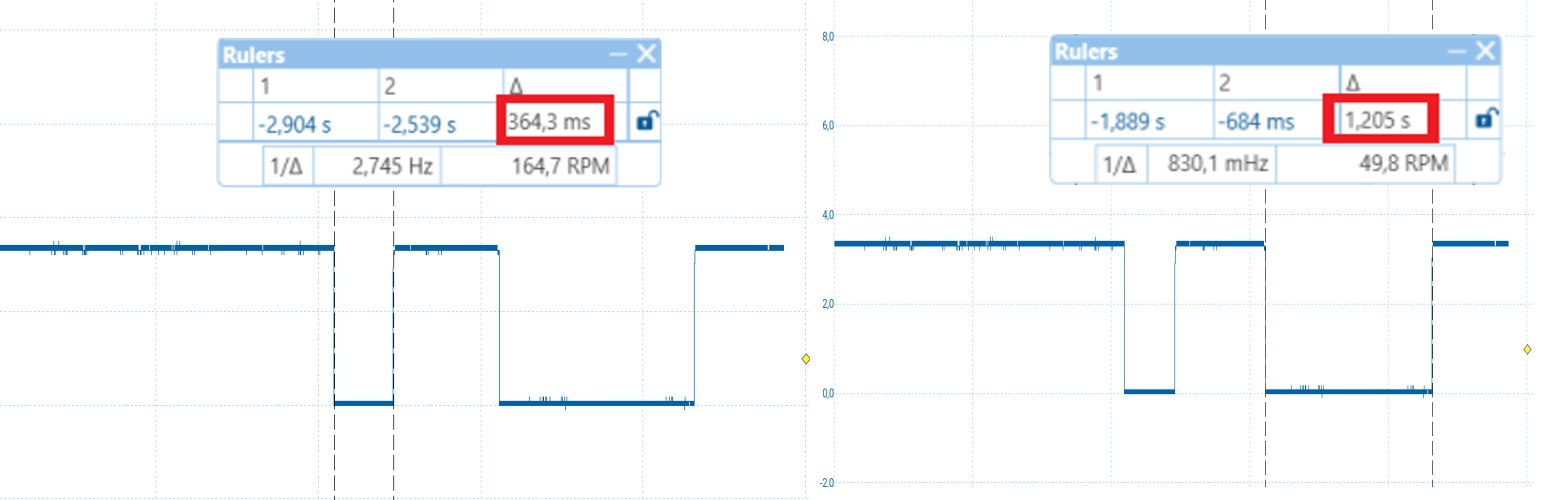 Rulers
1 2 Δ
-2,904 s -2,539 s 364,3 ms
1/Δ 2,745 Hz 164,7 RPM
8,0
Rulers
1 2 Δ
-1,889 s -684 ms 1,205 s
1/Δ 830,1 mHz 49,8 RPM
6,0
4,0
2,0
0,0
-2.0